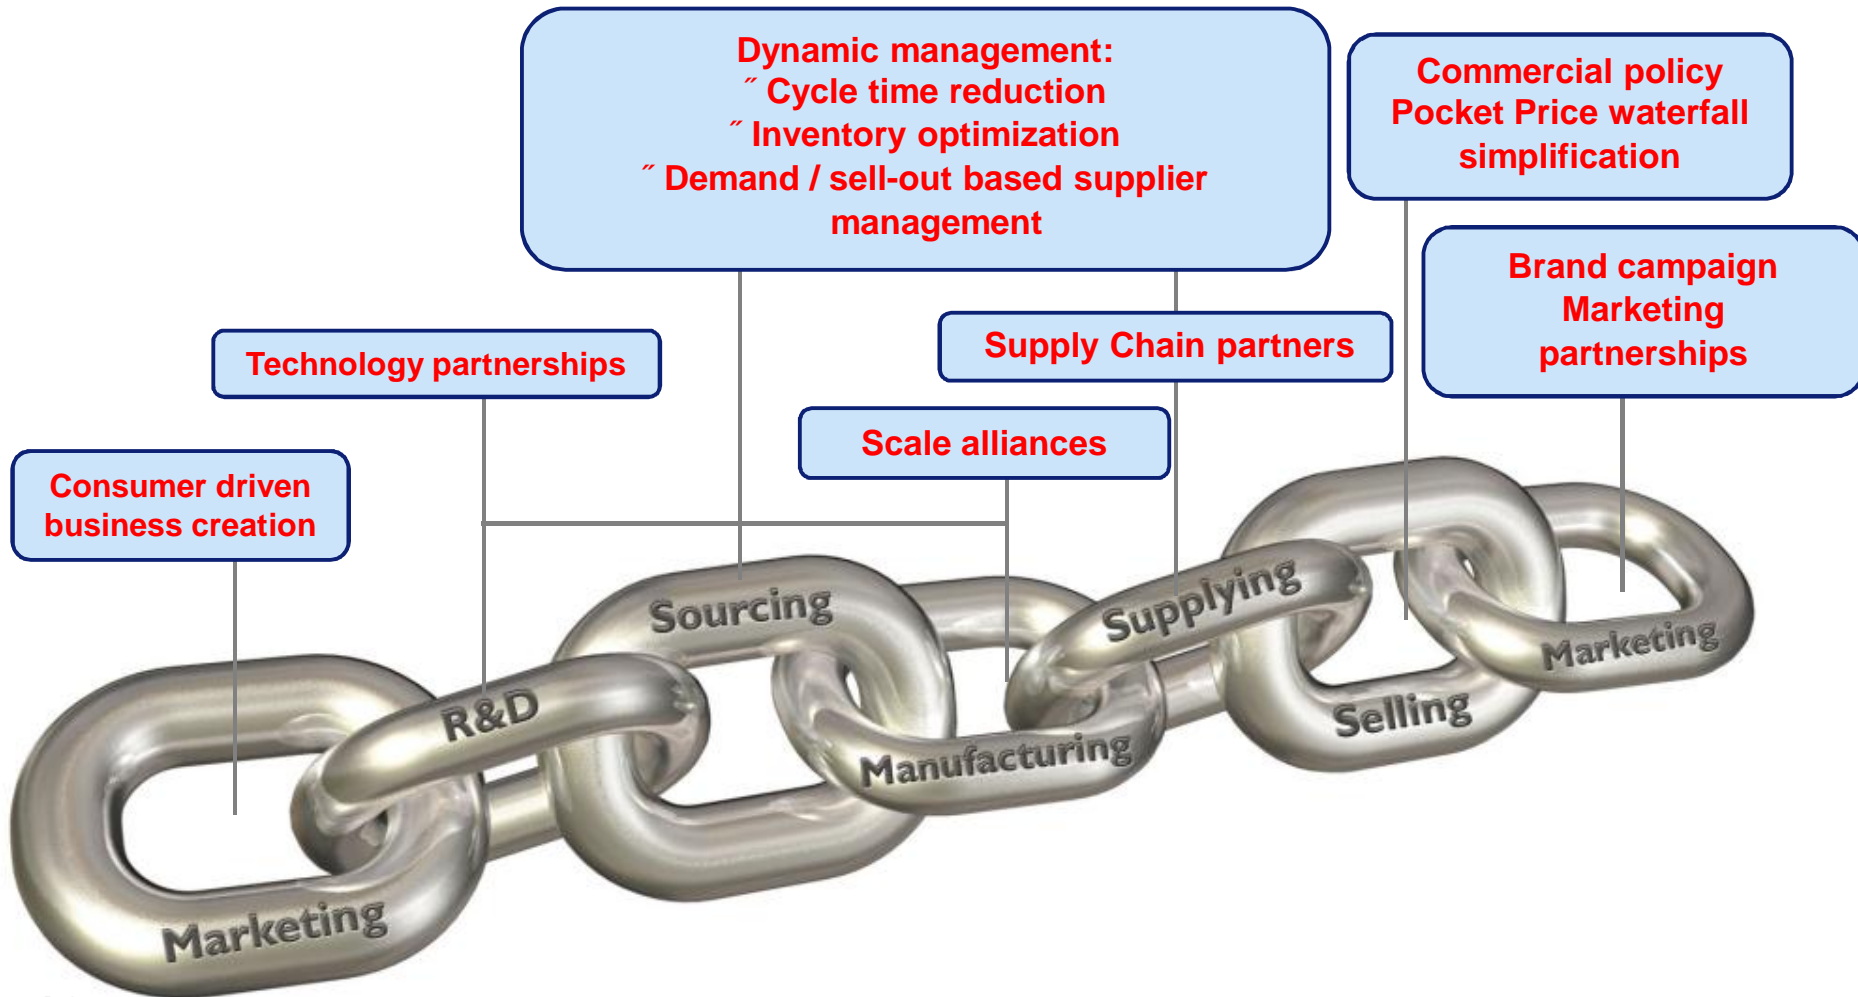 Dynamic management:
˝ Cycle time reduction
˝ Inventory optimization
˝ Demand / sell-out based supplier
management
Commercial policy
Pocket Price waterfall
simplification
Brand campaign
Marketing
partnerships
Technology partnerships
Supply Chain partners
Scale alliances
Consumer driven
business creation
Marketing
R&D
Sourcing
Manufacturing
Supplying
Selling
Marketing